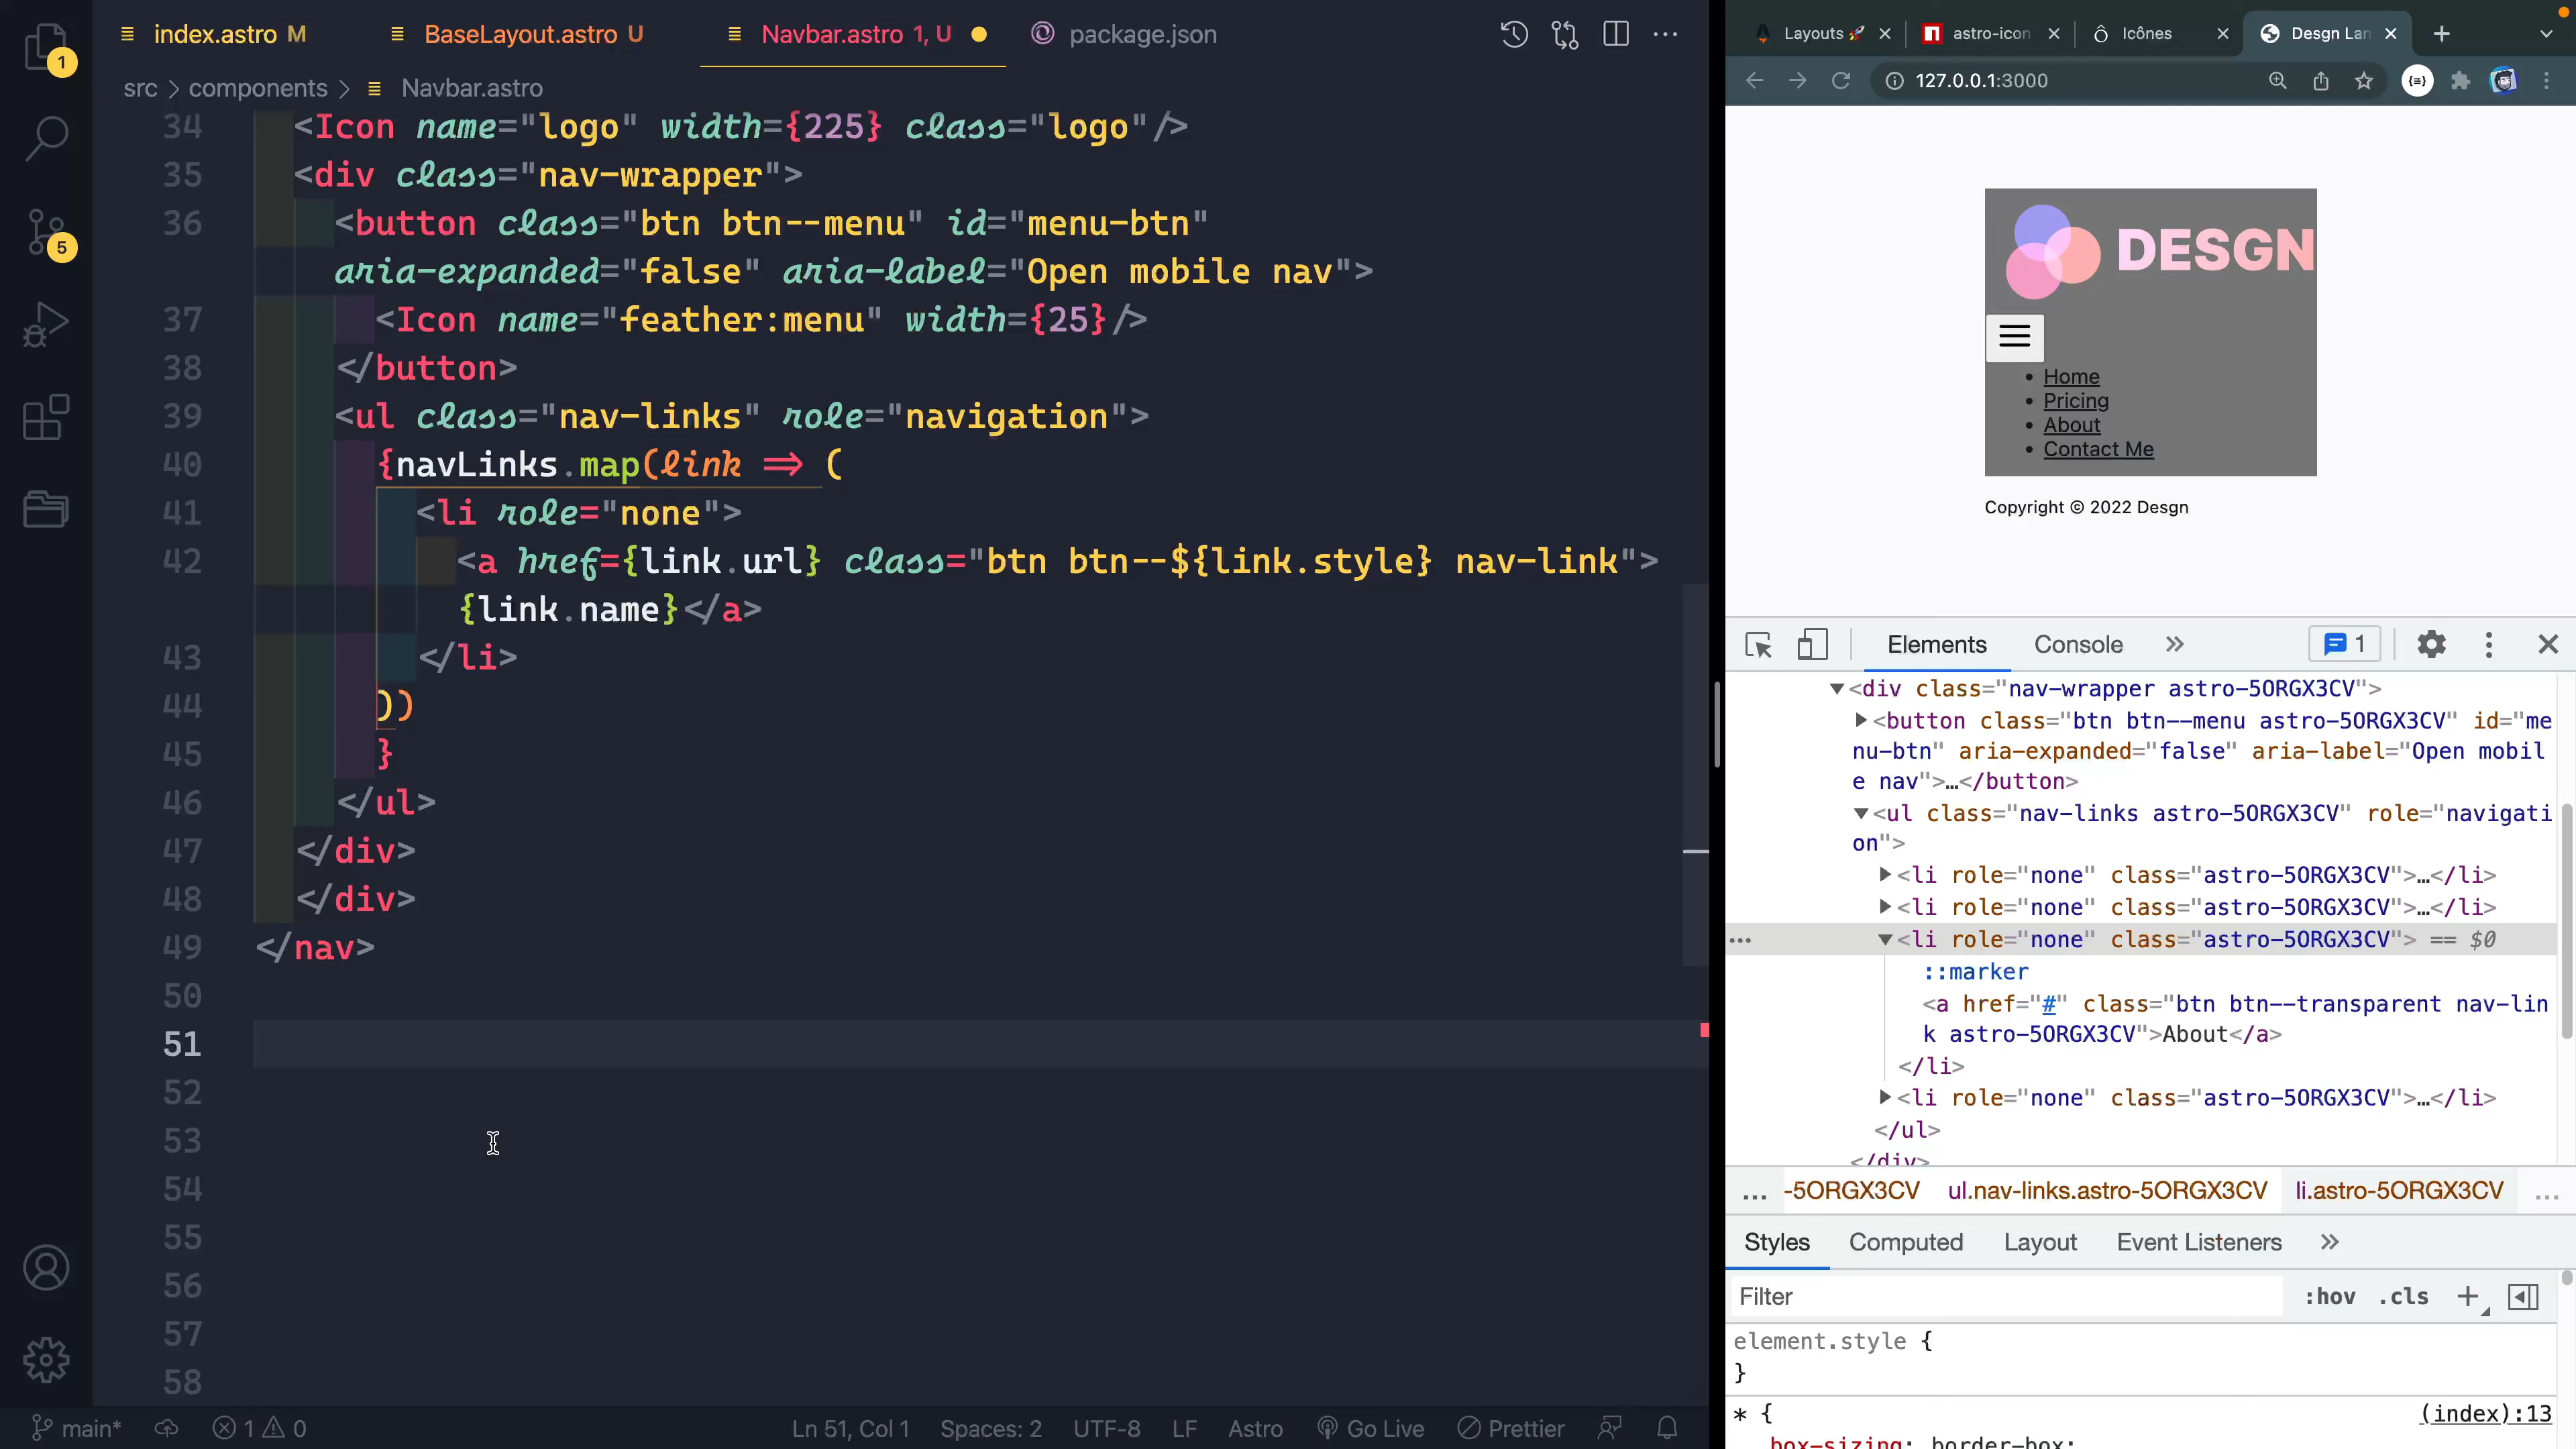 index.astro M
BaseLayout.astro U
Navbar.astro 1, U
package.json
src > components > Navbar.astro
34 <Icon name="logo" width={225} class="logo"/>
35 <div class="nav-wrapper">
36 <button class="btn btn--menu" id="menu-btn"
aria-expanded="false" aria-label="Open mobile nav">
37 <Icon name="feather:menu" width={25}/>
38 </button>
39 <ul class="nav-links" role="navigation">
40 {navLinks.map(link => (
41 <li role="none">
42 <a href={link.url} class="btn btn--${link.style} nav-link">
{link.name}</a>
43 </li>
44 ))
45 }
46 </ul>
47 </div>
48 </div>
49 </nav>
50
51
52
53
54
55
56
57
58
1
5
main*
1 0
Ln 51, Col 1
Spaces: 2
UTF-8
LF
Astro
Go Live
Prettier
Layouts 🚀
astro-icon
Icônes
Desgn Lan
127.0.0.1:3000
DESGN
• Home
• Pricing
• About
• Contact Me
Copyright © 2022 Desgn
Elements
Console
1
<div class="nav-wrapper astro-5ORGX3CV">
<button class="btn btn--menu astro-5ORGX3CV" id="me
nu-btn" aria-expanded="false" aria-label="Open mobil
e nav">…</button>
<ul class="nav-links astro-5ORGX3CV" role="navigati
on">
<li role="none" class="astro-5ORGX3CV">…</li>
<li role="none" class="astro-5ORGX3CV">…</li>
<li role="none" class="astro-5ORGX3CV"> == $0
::marker
<a href="#" class="btn btn--transparent nav-lin
k astro-5ORGX3CV">About</a>
</li>
<li role="none" class="astro-5ORGX3CV">…</li>
</ul>
</div>
... -5ORGX3CV ul.nav-links.astro-5ORGX3CV li.astro-5ORGX3CV ...
Styles
Computed
Layout
Event Listeners
Filter
:hov .cls
element.style {
}
* {
(index):13
box-sizing: border-box;